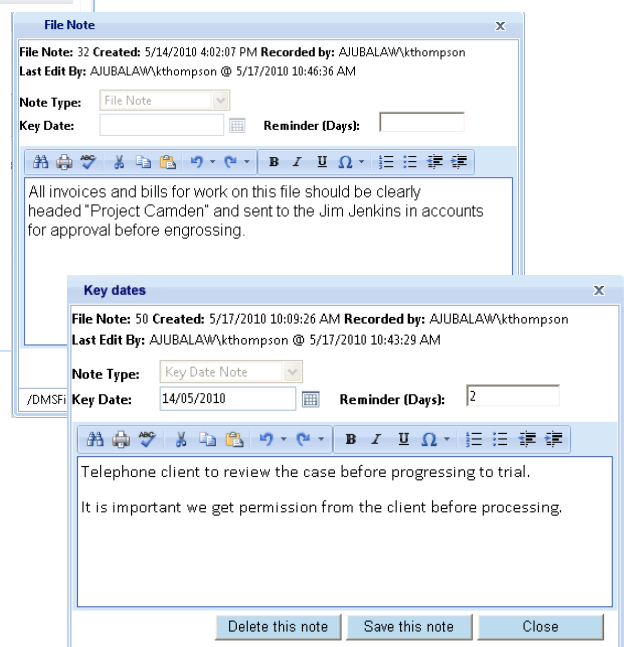 File Note
x
File Note: 32 Created: 5/14/2010 4:02:07 PM Recorded by: AJUBALAW\kthompson
Last Edit By: AJUBALAW\kthompson @ 5/17/2010 10:46:36 AM
Note Type: File Note
Key Date: Reminder (Days):
ABC B I U Ω
All invoices and bills for work on this file should be clearly
headed "Project Camden" and sent to the Jim Jenkins in accounts
for approval before engrossing.
/DMSFi
Key dates
x
File Note: 50 Created: 5/17/2010 10:09:26 AM Recorded by: AJUBALAW\kthompson
Last Edit By: AJUBALAW\kthompson @ 5/17/2010 10:43:29 AM
Note Type: Key Date Note
Key Date: 14/05/2010 Reminder (Days): 2
ABC B I U Ω
Telephone client to review the case before progressing to trial.
It is important we get permission from the client before processing.
Delete this note Save this note Close